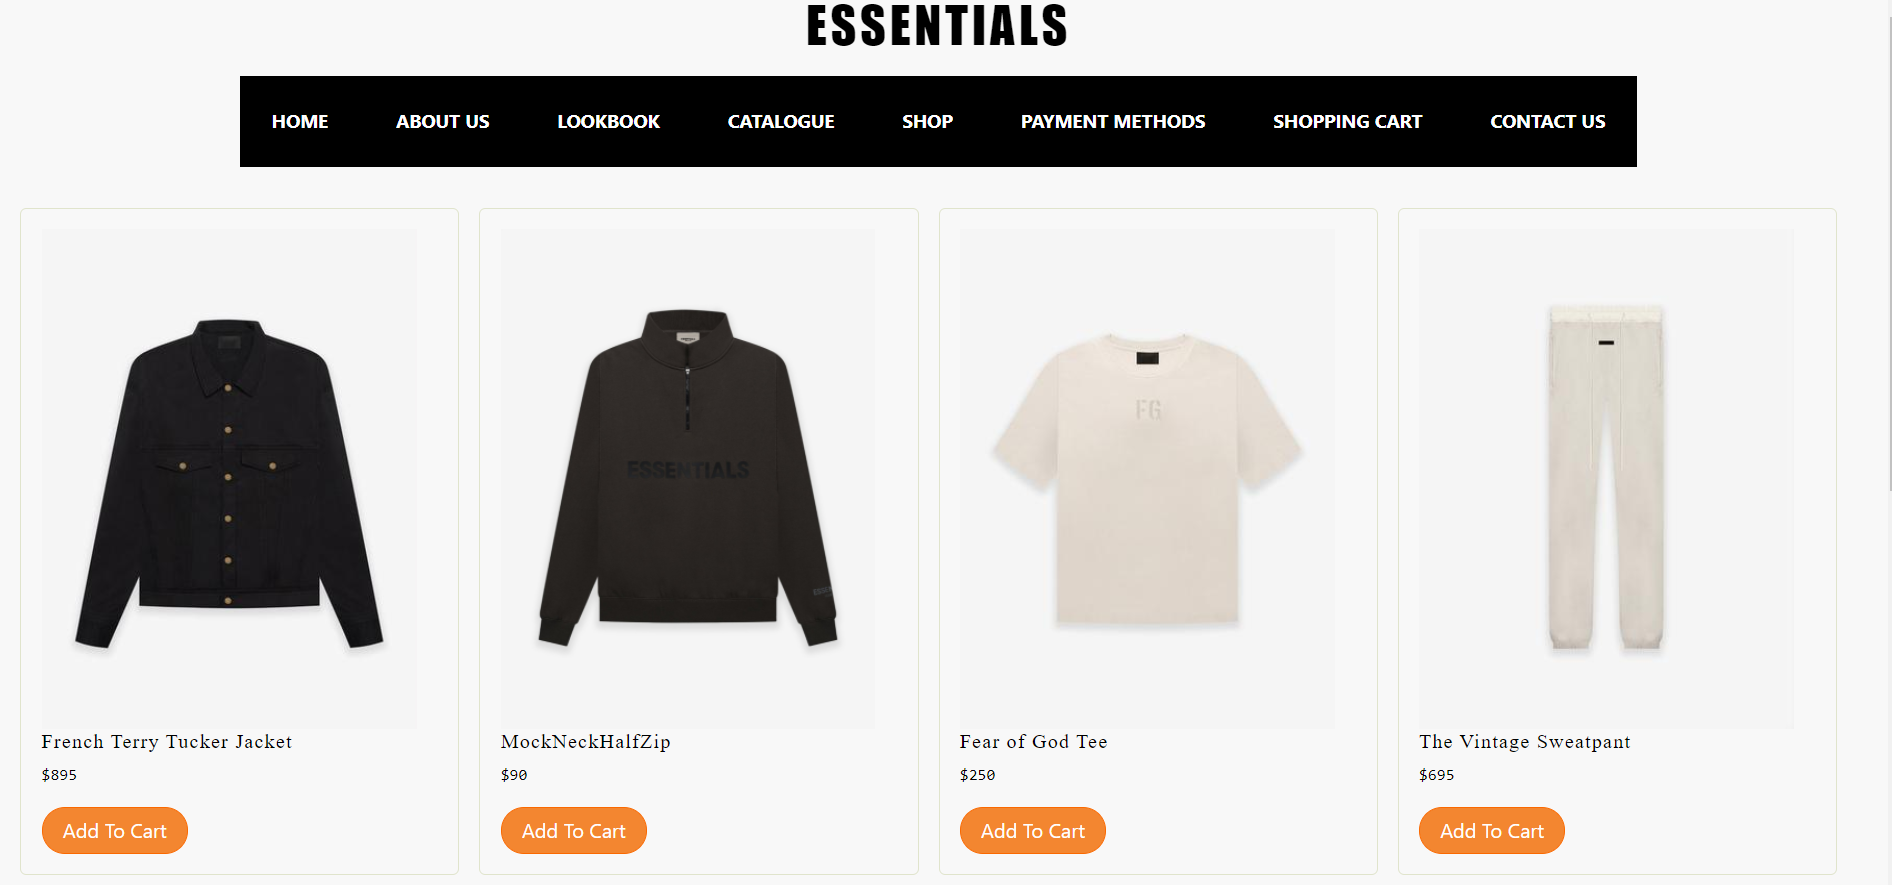 ESSENTIALS
HOME ABOUT US LOOKBOOK CATALOGUE SHOP PAYMENT METHODS SHOPPING CART CONTACT US
ESSENTIALS
FG
French Terry Tucker Jacket MockNeckHalfZip Fear of God Tee The Vintage Sweatpant
$895 $90 $250 $695
Add To Cart Add To Cart Add To Cart Add To Cart